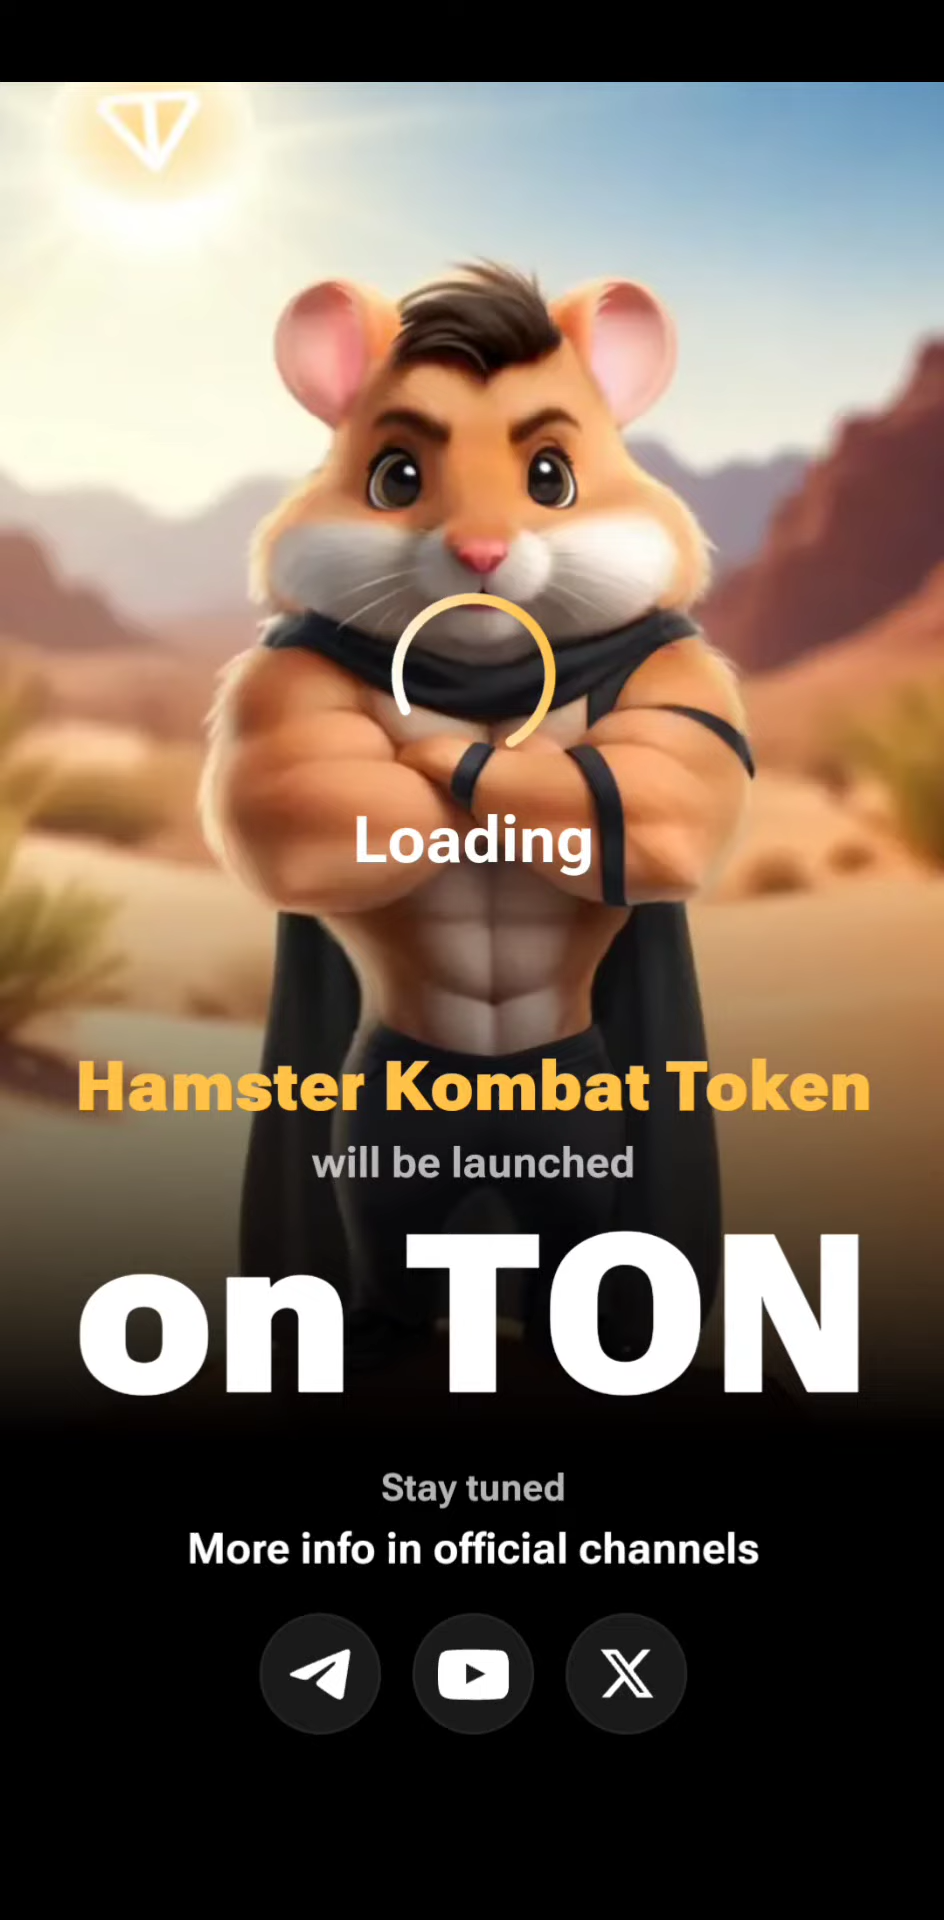 Loading
Hamster Kombat Token
will be launched
on TON
Stay tuned
More info in official channels